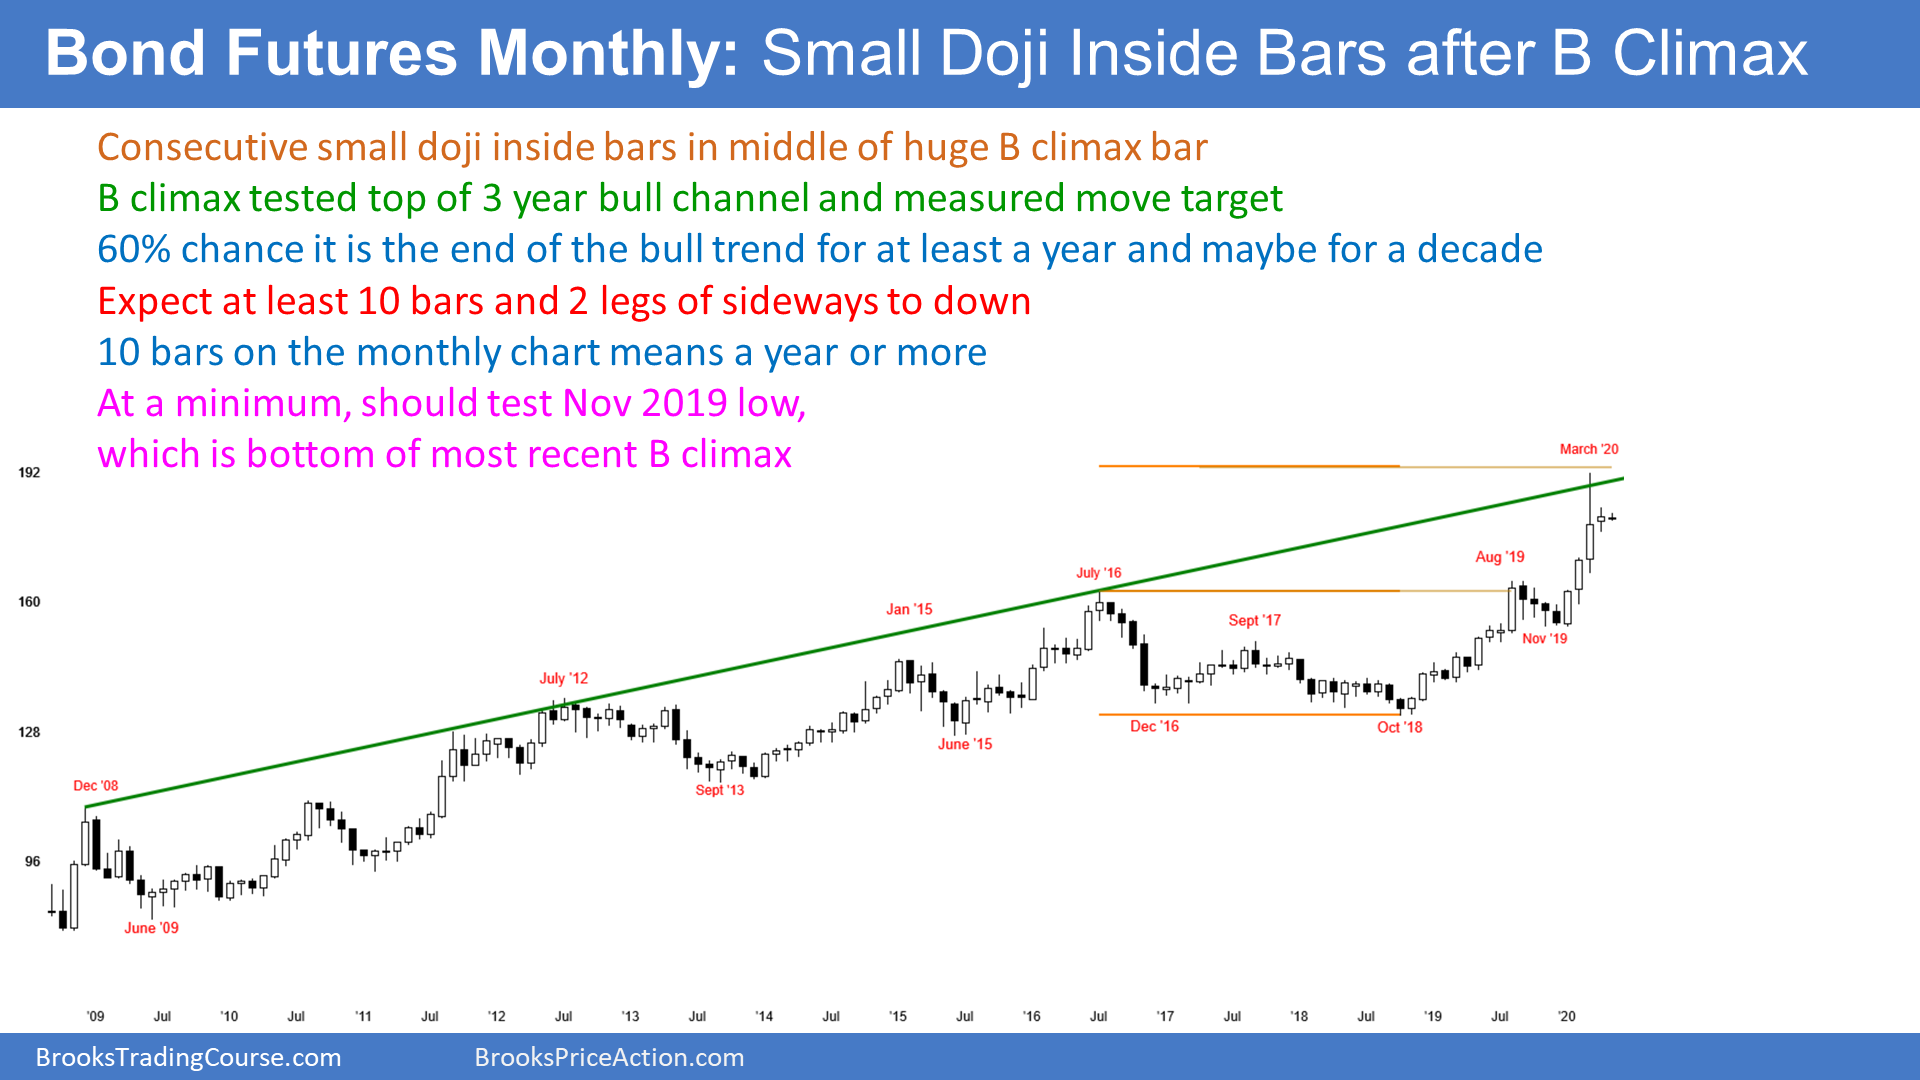 Bond Futures Monthly: Small Doji Inside Bars after B Climax
Consecutive small doji inside bars in middle of huge B climax bar
B climax tested top of 3 year bull channel and measured move target
60% chance it is the end of the bull trend for at least a year and maybe for a decade
Expect at least 10 bars and 2 legs of sideways to down
10 bars on the monthly chart means a year or more
At a minimum, should test Nov 2019 low,
which is bottom of most recent B climax
March '20
192
Aug '19
July '16
160
Jan '15
Sept '17
Nov '19
July '12
128
Dec '16
Oct '18
June '15
Dec '08
Sept '13
96
June '09
'09 Jul '10 Jul '11 Jul '12 Jul '13 Jul '14 Jul '15 Jul '16 Jul '17 Jul '18 Jul '19 Jul '20
BrooksTradingCourse.com BrooksPriceAction.com